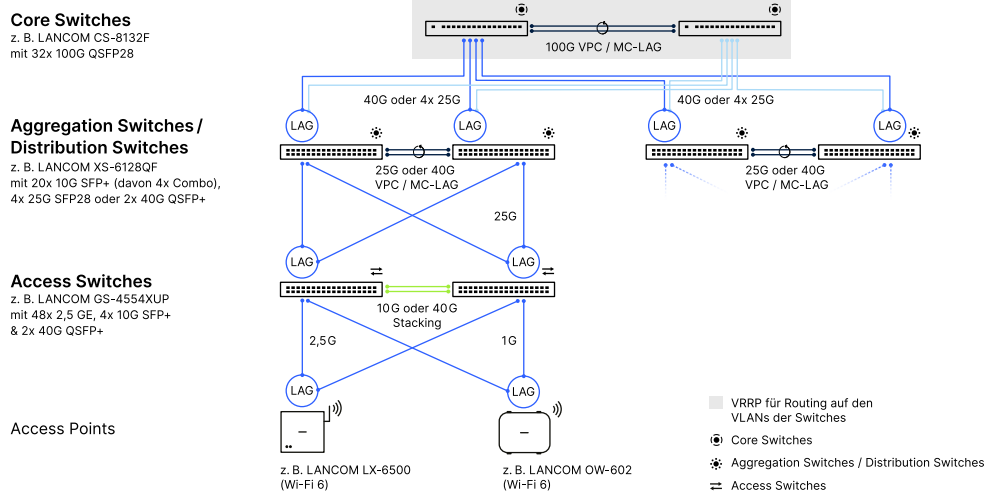 Core Switches
z. B. LANCOM CS-8132F
mit 32x 100G QSFP28
100G VPC / MC-LAG
40G oder 4x 25G
40G oder 4x 25G
LAG
LAG
LAG
LAG
Aggregation Switches /
Distribution Switches
z. B. LANCOM XS-6128QF
mit 20x 10G SFP+ (davon 4x Combo),
4x 25G SFP28 oder 2x 40G QSFP+
25G oder 40G
VPC / MC-LAG
25G oder 40G
VPC / MC-LAG
25G
LAG
LAG
Access Switches
z. B. LANCOM GS-4554XUP
mit 48x 2,5 GE, 4x 10G SFP+
& 2x 40G QSFP+
10G oder 40G
Stacking
2,5G
1G
LAG
LAG
Access Points
z. B. LANCOM LX-6500
(Wi-Fi 6)
z. B. LANCOM OW-602
(Wi-Fi 6)
VRRP für Routing auf den
VLANs der Switches
Core Switches
Aggregation Switches / Distribution Switches
Access Switches